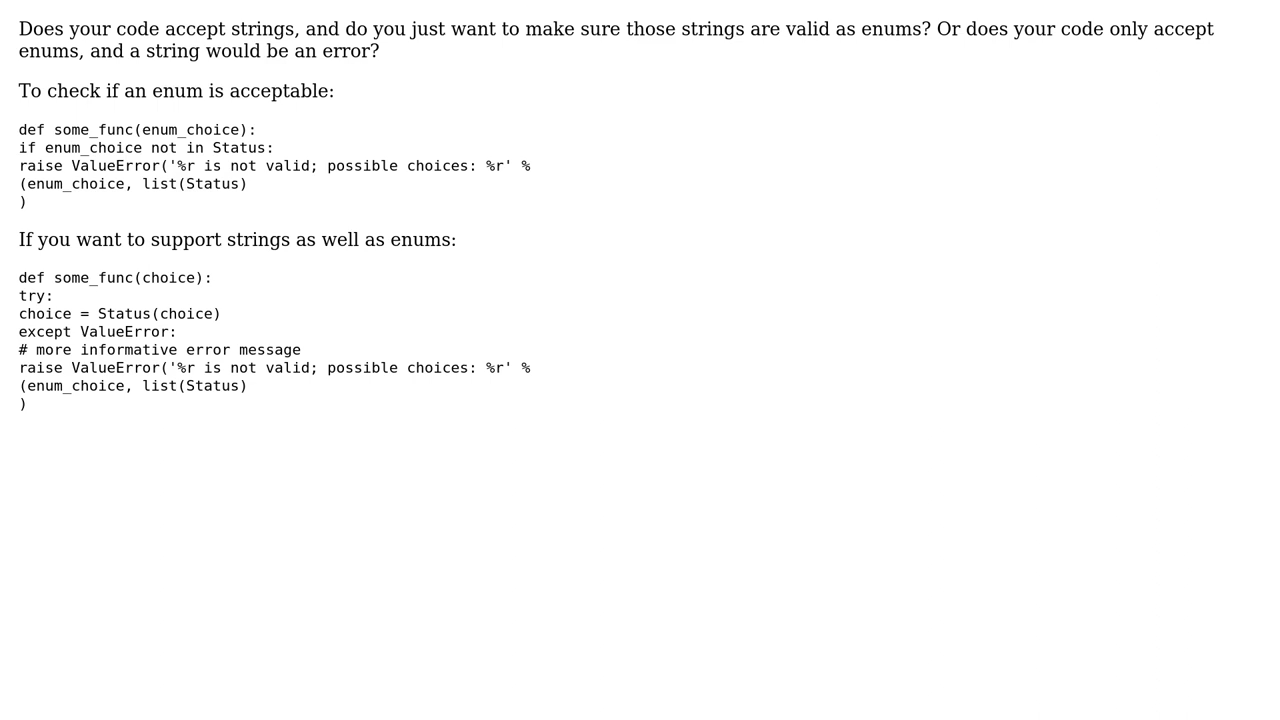 Does your code accept strings, and do you just want to make sure those strings are valid as enums? Or does your code only accept
enums, and a string would be an error?
To check if an enum is acceptable:
def some_func(enum_choice):
if enum_choice not in Status:
raise ValueError('%r is not valid; possible choices: %r' %
(enum_choice, list(Status)
)
If you want to support strings as well as enums:
def some_func(choice):
try:
choice = Status(choice)
except ValueError:
# more informative error message
raise ValueError('%r is not valid; possible choices: %r' %
(enum_choice, list(Status)
)